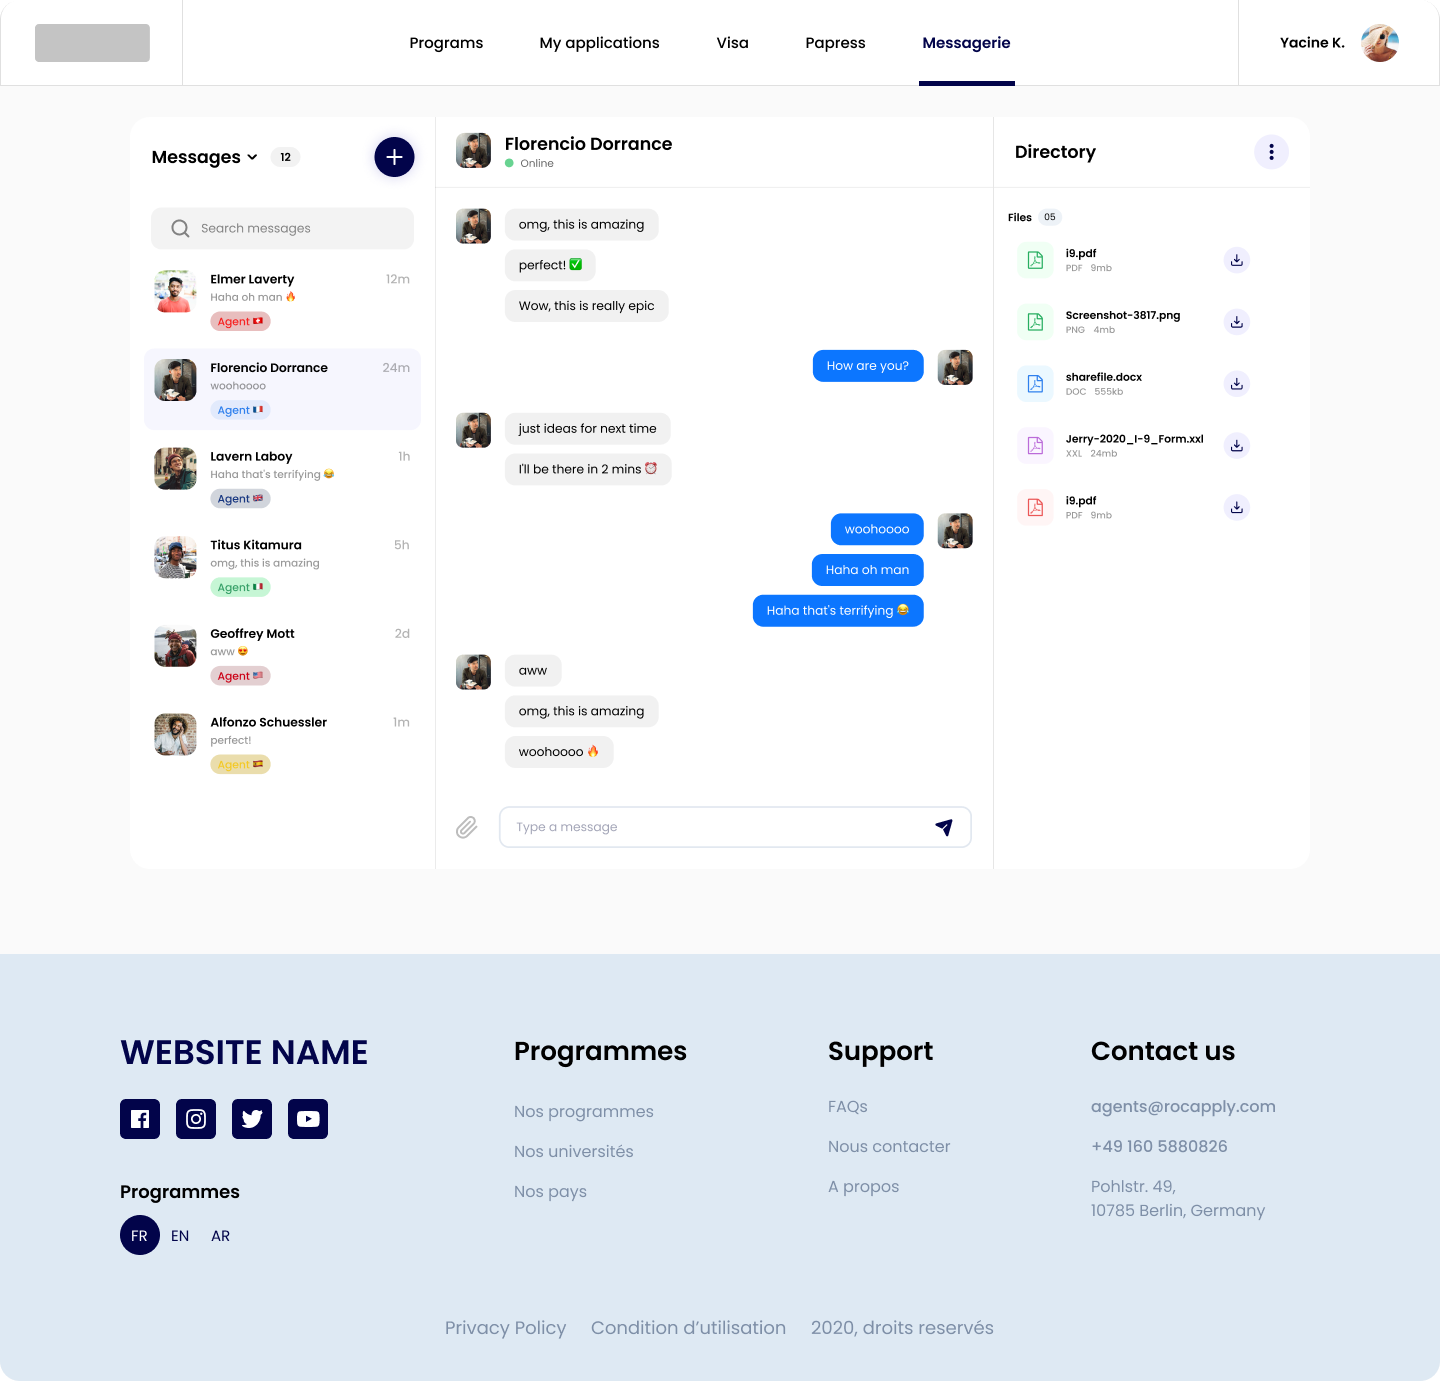 Programs
My applications
Visa
Papress
Messagerie
Yacine K.
Messages
12
Search messages
Elmer Laverty
12m
Haha oh man 🔥
Agent
Florencio Dorrance
24m
woohoooo
Agent 🇫🇷
Lavern Laboy
1h
Haha that's terrifying 😂
Agent 🇬🇧
Titus Kitamura
5h
omg, this is amazing
Agent 🇮🇹
Geoffrey Mott
2d
aww 😍
Agent 🇺🇸
Alfonzo Schuessler
1m
perfect!
Agent 🇪🇸
Florencio Dorrance
Online
omg, this is amazing
perfect! ✅
Wow, this is really epic
How are you?
just ideas for next time
I'll be there in 2 mins ⏰
woohoooo
Haha oh man
Haha that's terrifying 😂
aww
omg, this is amazing
woohoooo 🔥
Type a message
Directory
Files
05
i9.pdf
PDF 9mb
Screenshot-3817.png
PNG 4mb
sharefile.docx
DOC 555kb
Jerry-2020_I-9_Form.xxl
XXL 24mb
i9.pdf
PDF 9mb
WEBSITE NAME
Programmes
FR EN AR
Programmes
Nos programmes
Nos universités
Nos pays
Support
FAQs
Nous contacter
A propos
Contact us
agents@rocapply.com
+49 160 5880826
Pohlstr. 49,
10785 Berlin, Germany
Privacy Policy
Condition d’utilisation
2020, droits reservés